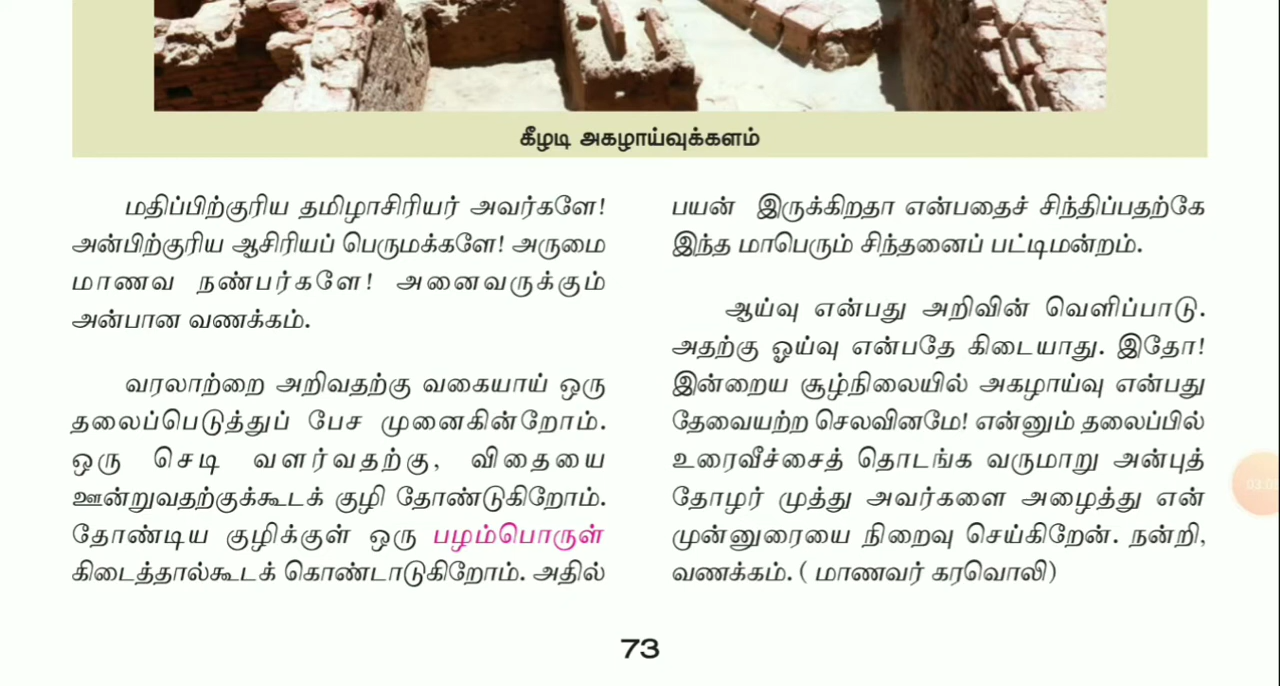 கீழடி அகழாய்வுக்களம்
மதிப்பிற்குரிய தமிழாசிரியர் அவர்களே!
அன்பிற்குரிய ஆசிரியப் பெருமக்களே! அருமை
மாணவ நண்பர்களே! அனைவருக்கும்
அன்பான வணக்கம்.
வரலாற்றை அறிவதற்கு வகையாய் ஒரு
தலைப்பெடுத்துப் பேச முனைகின்றோம்.
ஒரு செடி வளர்வதற்கு, விதையை
ஊன்றுவதற்குக்கூடக் குழி தோண்டுகிறோம்.
தோண்டிய குழிக்குள் ஒரு பழம்பொருள்
கிடைத்தால்கூடக் கொண்டாடுகிறோம். அதில்
பயன் இருக்கிறதா என்பதைச் சிந்திப்பதற்கே
இந்த மாபெரும் சிந்தனைப் பட்டிமன்றம்.
ஆய்வு என்பது அறிவின் வெளிப்பாடு.
அதற்கு ஓய்வு என்பதே கிடையாது. இதோ!
இன்றைய சூழ்நிலையில் அகழாய்வு என்பது
தேவையற்ற செலவினமே! என்னும் தலைப்பில்
உரைவீச்சைத் தொடங்க வருமாறு அன்புத்
தோழர் முத்து அவர்களை அழைத்து என்
முன்னுரையை நிறைவு செய்கிறேன். நன்றி,
வணக்கம். ( மாணவர் கரவொலி)
73